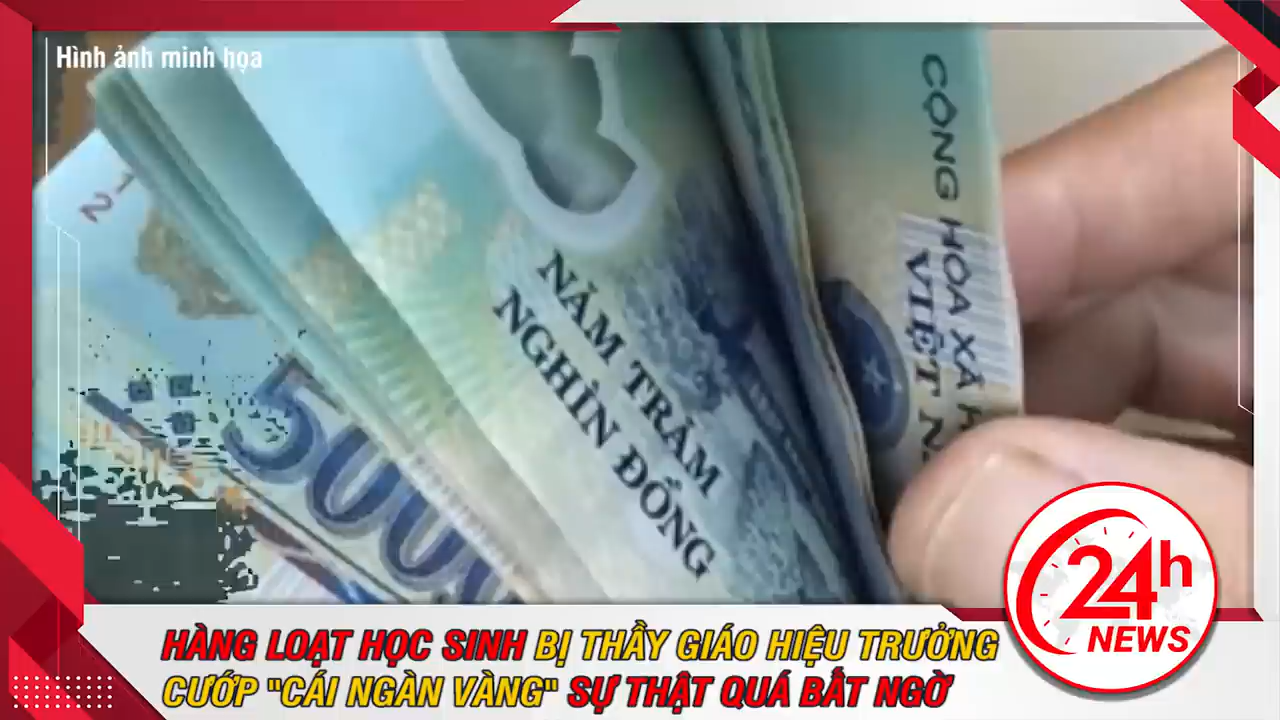 Hình ảnh minh họa
12
500
NĂM TRĂM
NGHÌN ĐỒNG
CỘNG HÒA XÃ
VIỆT
24h
NEWS
HÀNG LOẠT HỌC SINH BỊ THẦY GIÁO HIỆU TRƯỞNG
CƯỚP "CÁI NGÀN VÀNG" SỰ THẬT QUÁ BẤT NGỜ